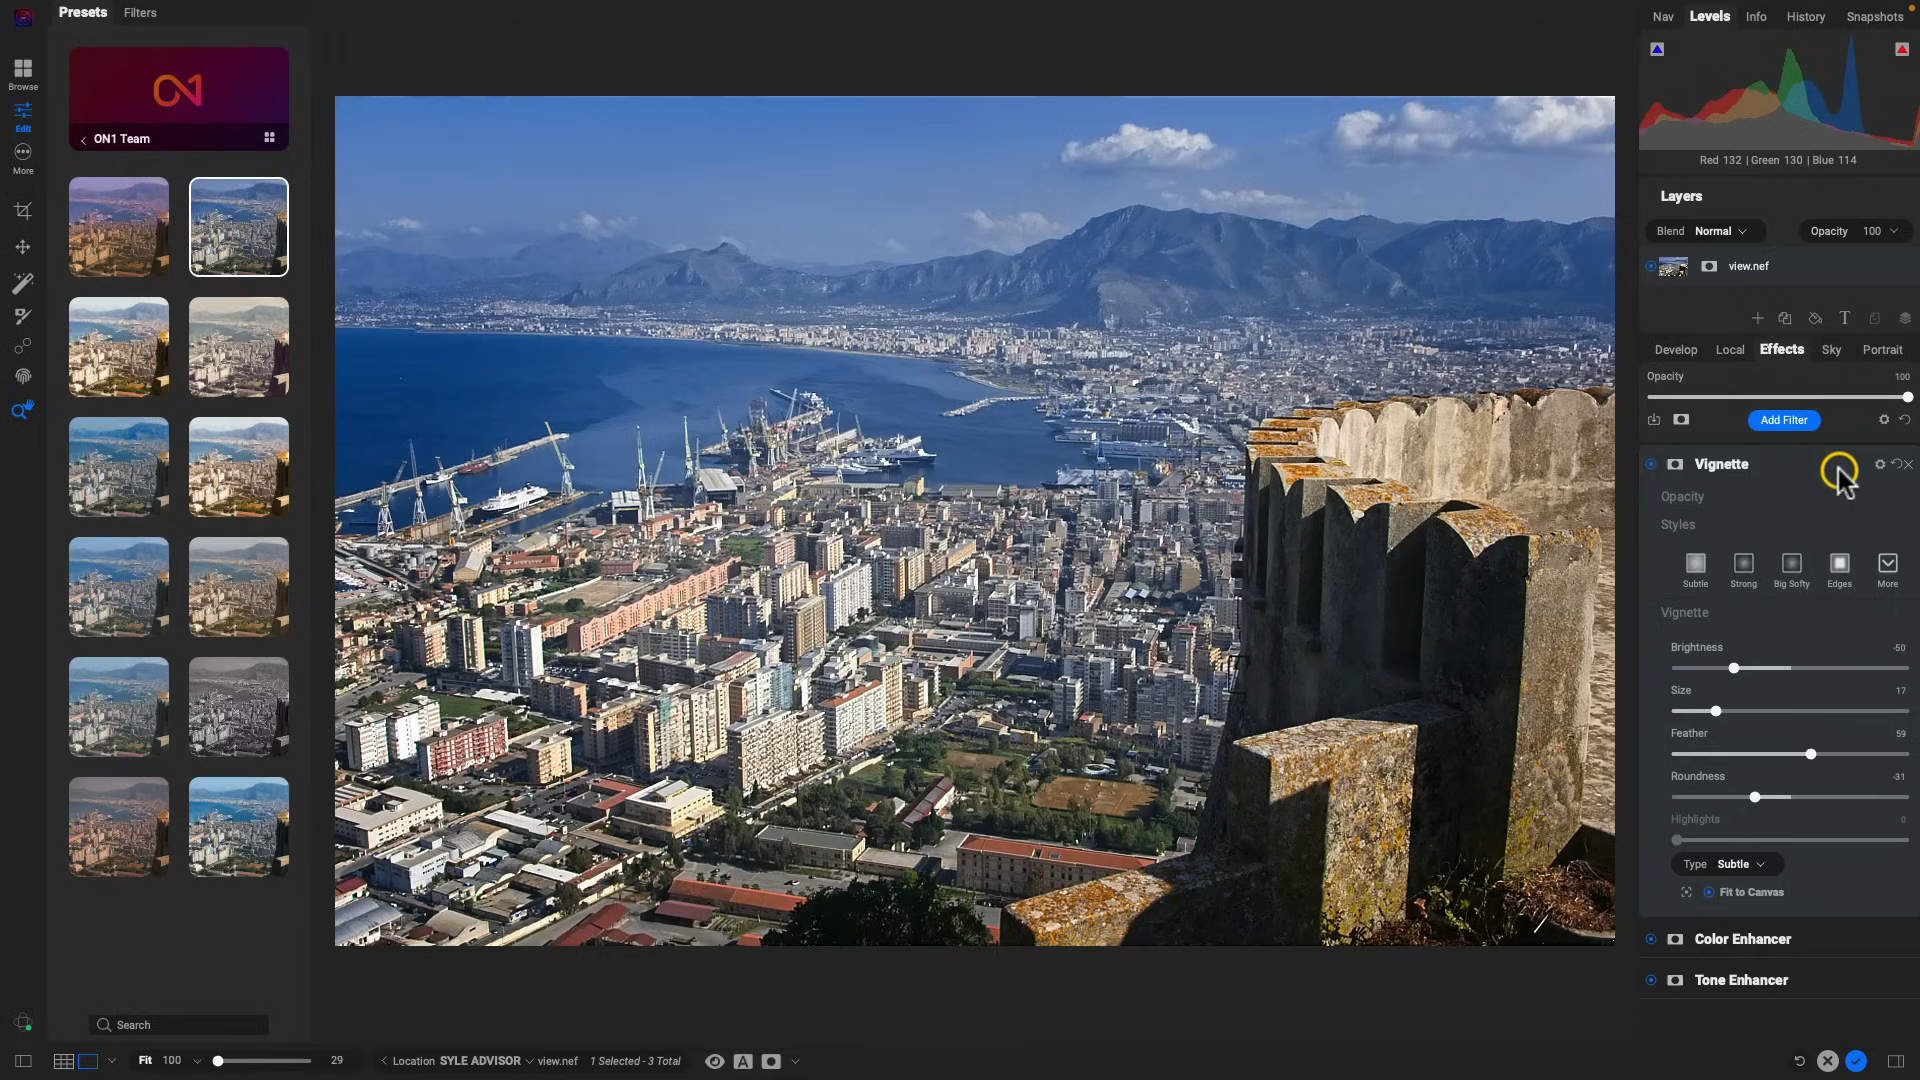 Presets Filters
ON1 Team
Browse
Edit
More
Search
Nav Levels Info History Snapshots
Red 132 | Green 130 | Blue 114
Layers
Blend Normal Opacity 100
view.nef
T
Develop Local Effects Sky Portrait
Opacity 100
Add Filter
Vignette
Opacity
Styles
Subtle Strong Big Softy Edges More
Vignette
Brightness -50
Size 17
Feather 59
Roundness -31
Highlights 0
Type Subtle
Fit to Canvas
Color Enhancer
Tone Enhancer
Fit 100 29 Location SYLE ADVISOR view.nef 1 Selected - 3 Total A